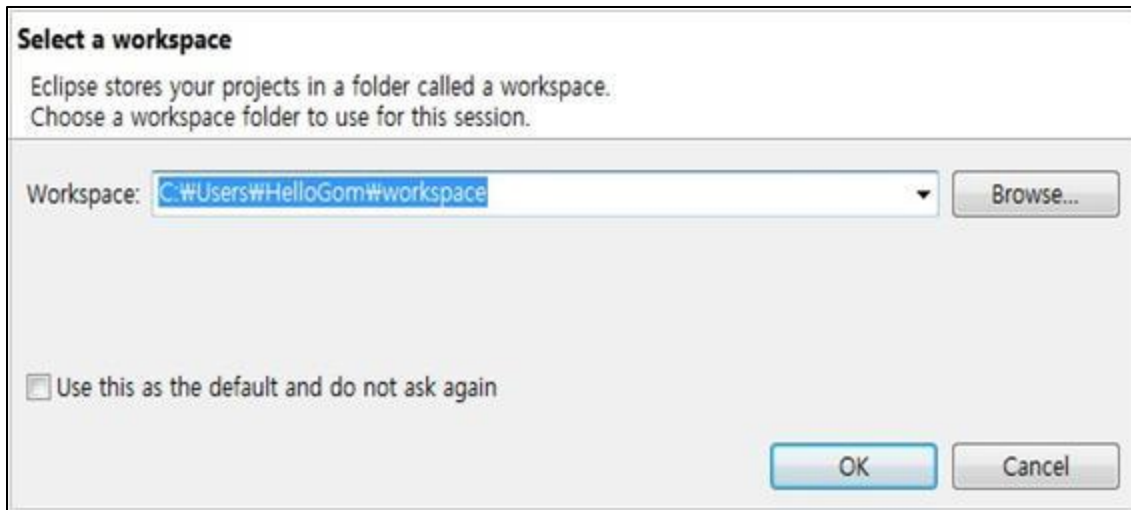 Select a workspace
Eclipse stores your projects in a folder called a workspace.
Choose a workspace folder to use for this session.
Workspace: C:₩Users₩HelloGom₩workspace Browse...
Use this as the default and do not ask again
OK Cancel